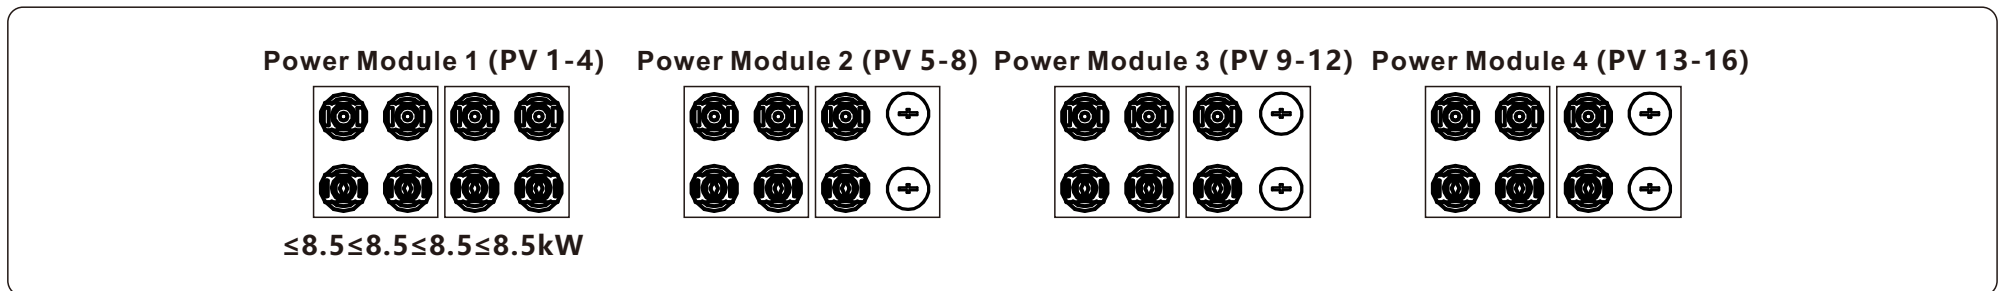 Power Module 1 (PV 1-4) Power Module 2 (PV 5-8) Power Module 3 (PV 9-12) Power Module 4 (PV 13-16)
≤8.5≤8.5≤8.5≤8.5kW